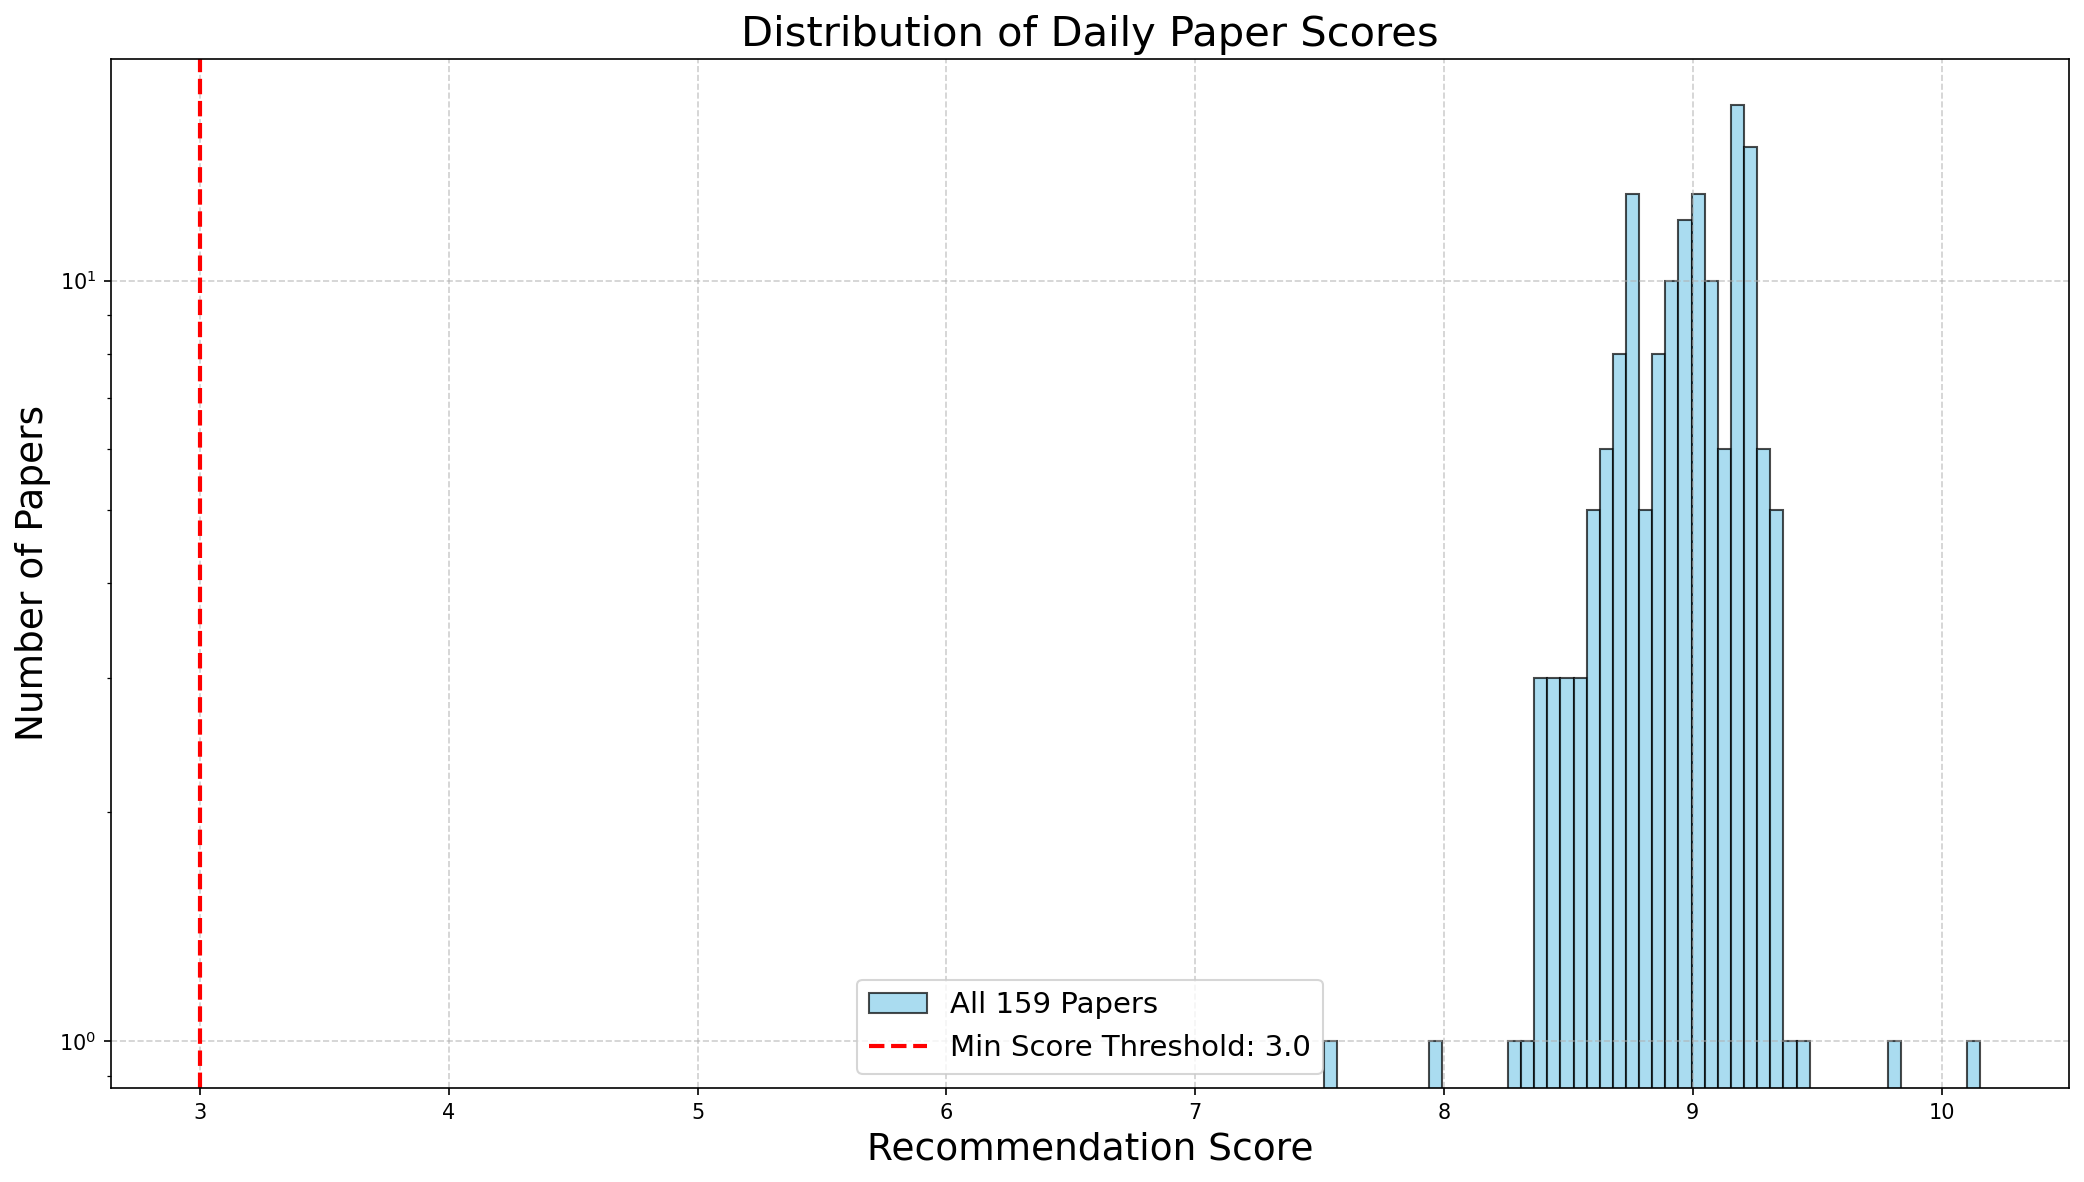 Distribution of Daily Paper Scores
Number of Papers
10¹
10⁰
All 159 Papers
Min Score Threshold: 3.0
3 4 5 6 7 8 9 10
Recommendation Score